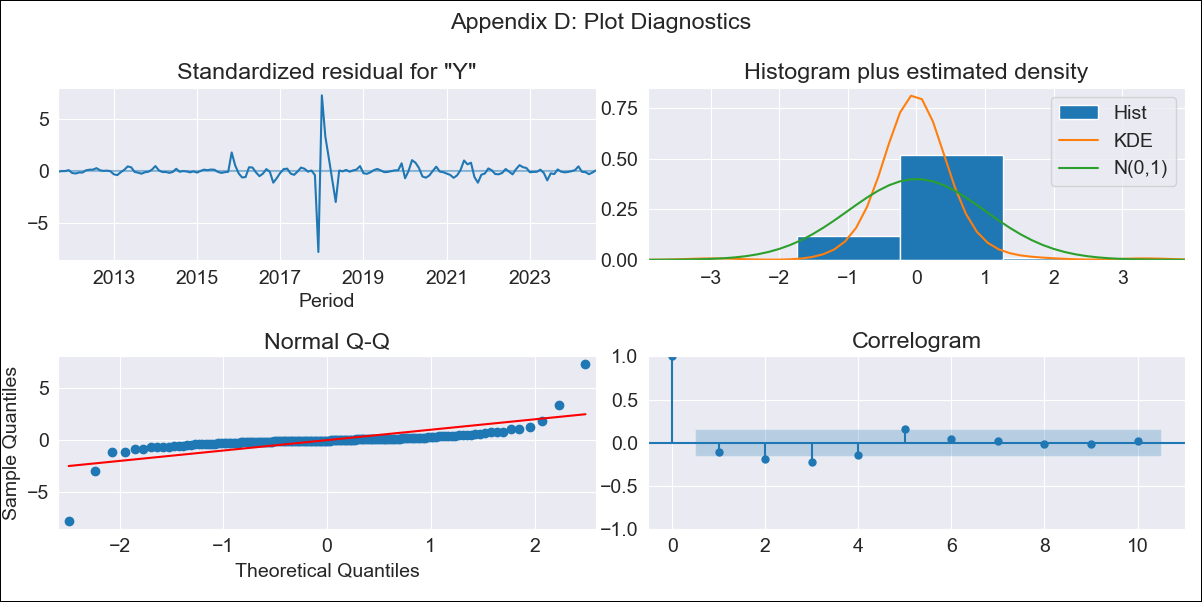 Appendix D: Plot Diagnostics
Standardized residual for "Y"
5
0
−5
2013 2015 2017 2019 2021 2023
Period
Histogram plus estimated density
0.75
0.50
0.25
0.00
−3 −2 −1 0 1 2 3
Hist
KDE
N(0,1)
Normal Q-Q
Sample Quantiles
5
0
−5
−2 −1 0 1 2
Theoretical Quantiles
Correlogram
1.0
0.5
0.0
−0.5
−1.0
0 2 4 6 8 10